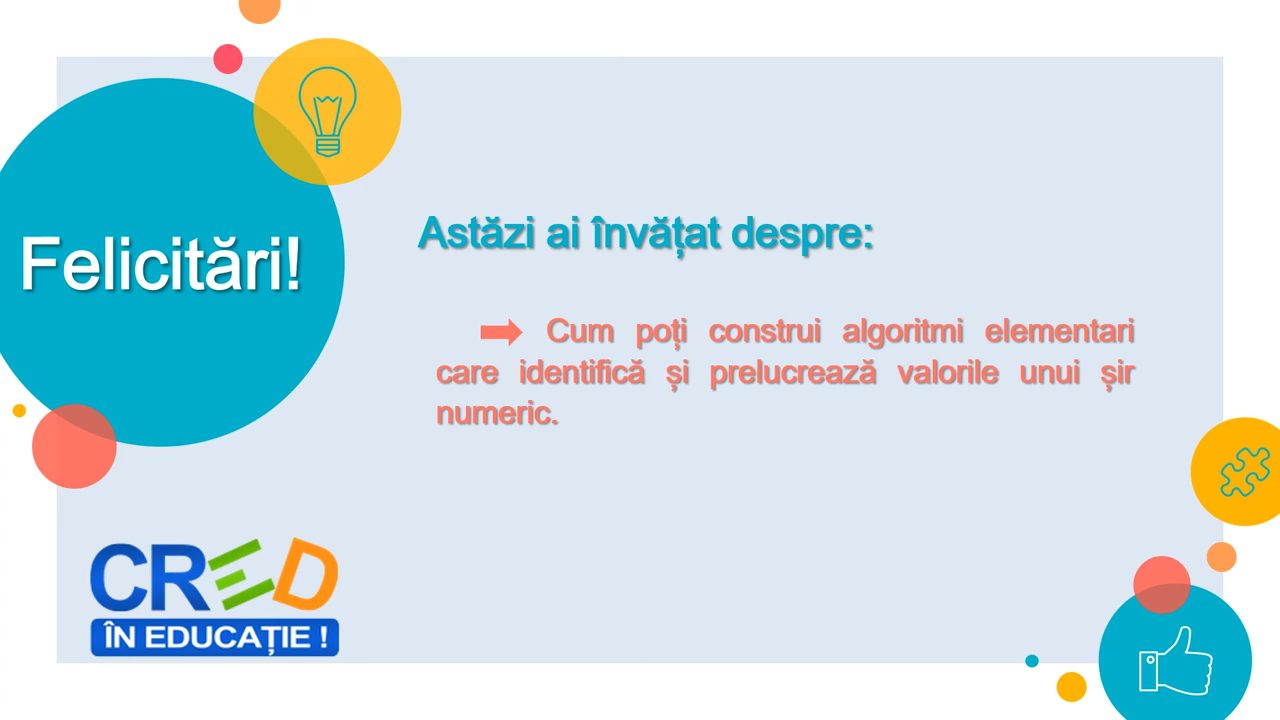 Felicitări!
Astăzi ai învățat despre:
Cum poți construi algoritmi elementari
care identifică și prelucrează valorile unui șir
numeric.
CRED
ÎN EDUCAȚIE !